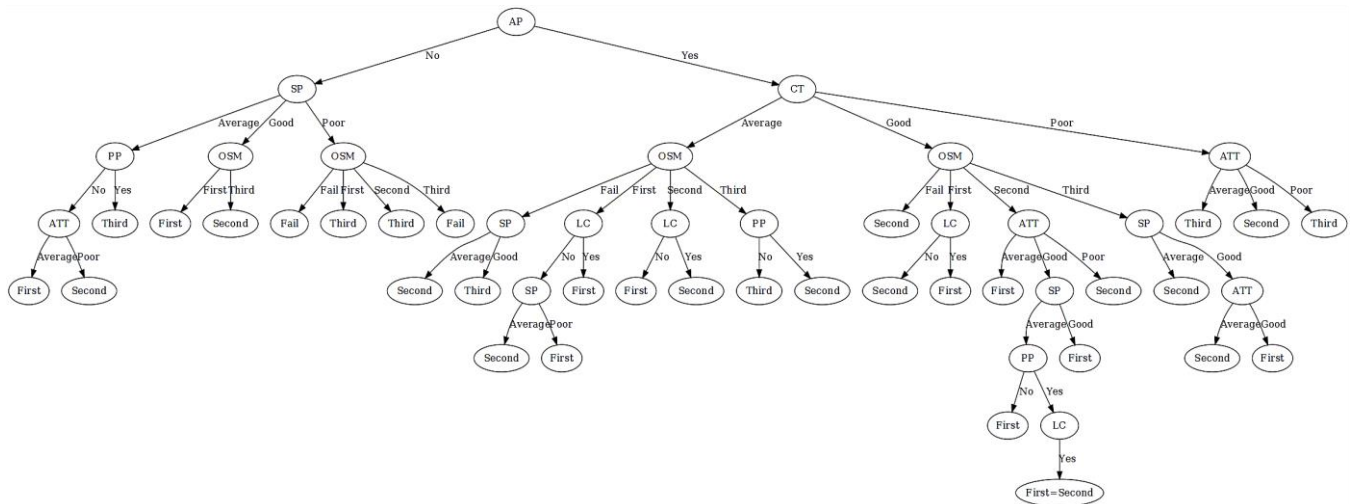 AP
No Yes
SP CT
Average Good Poor Average Good Poor
PP OSM OSM OSM OSM ATT
No Yes First Third Fail First Second Third Fail First Second Third Fail First Second Third Average Good Poor
ATT Third First Second Fail Third Third Fail SP LC LC PP Second LC ATT SP Third Second Third
Average Poor Average Good No Yes No Yes No Yes No Yes Average Good Poor Average Good
First Second Second Third SP First First Second Third Second Second First First SP Second Second ATT
Average Poor Average Good Average Good
Second First PP First Second First
No Yes
First LC
Yes
First=Second